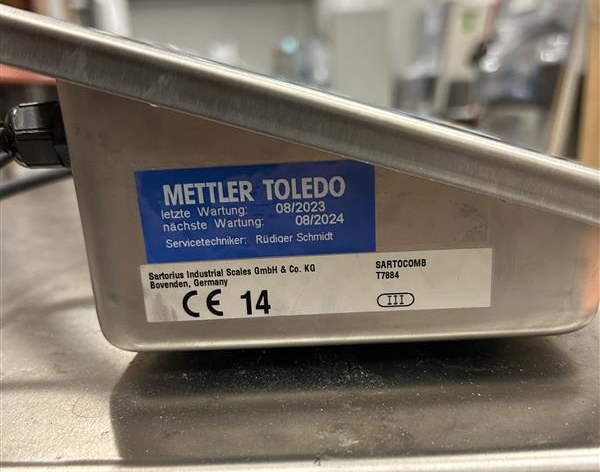 METTLER TOLEDO
letzte Wartung: 08/2023
nächste Wartung: 08/2024
Servicetechniker: Rüdiger Schmidt
Sartorius Industrial Scales GmbH & Co. KG
Bovenden, Germany
CE 14
SARTOCOMB
T7884
III